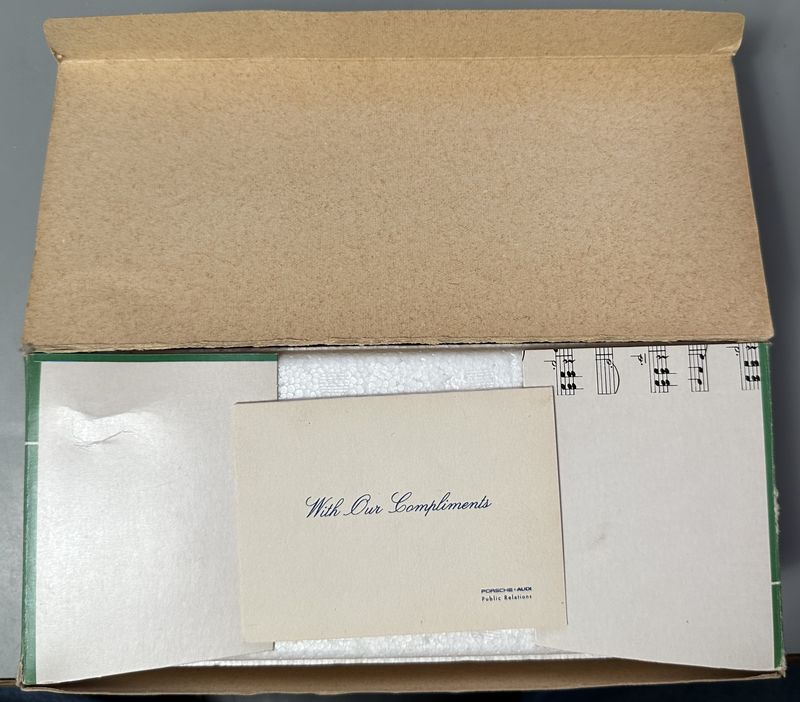 With Our Compliments
PORSCHE + AUDI
Public Relations